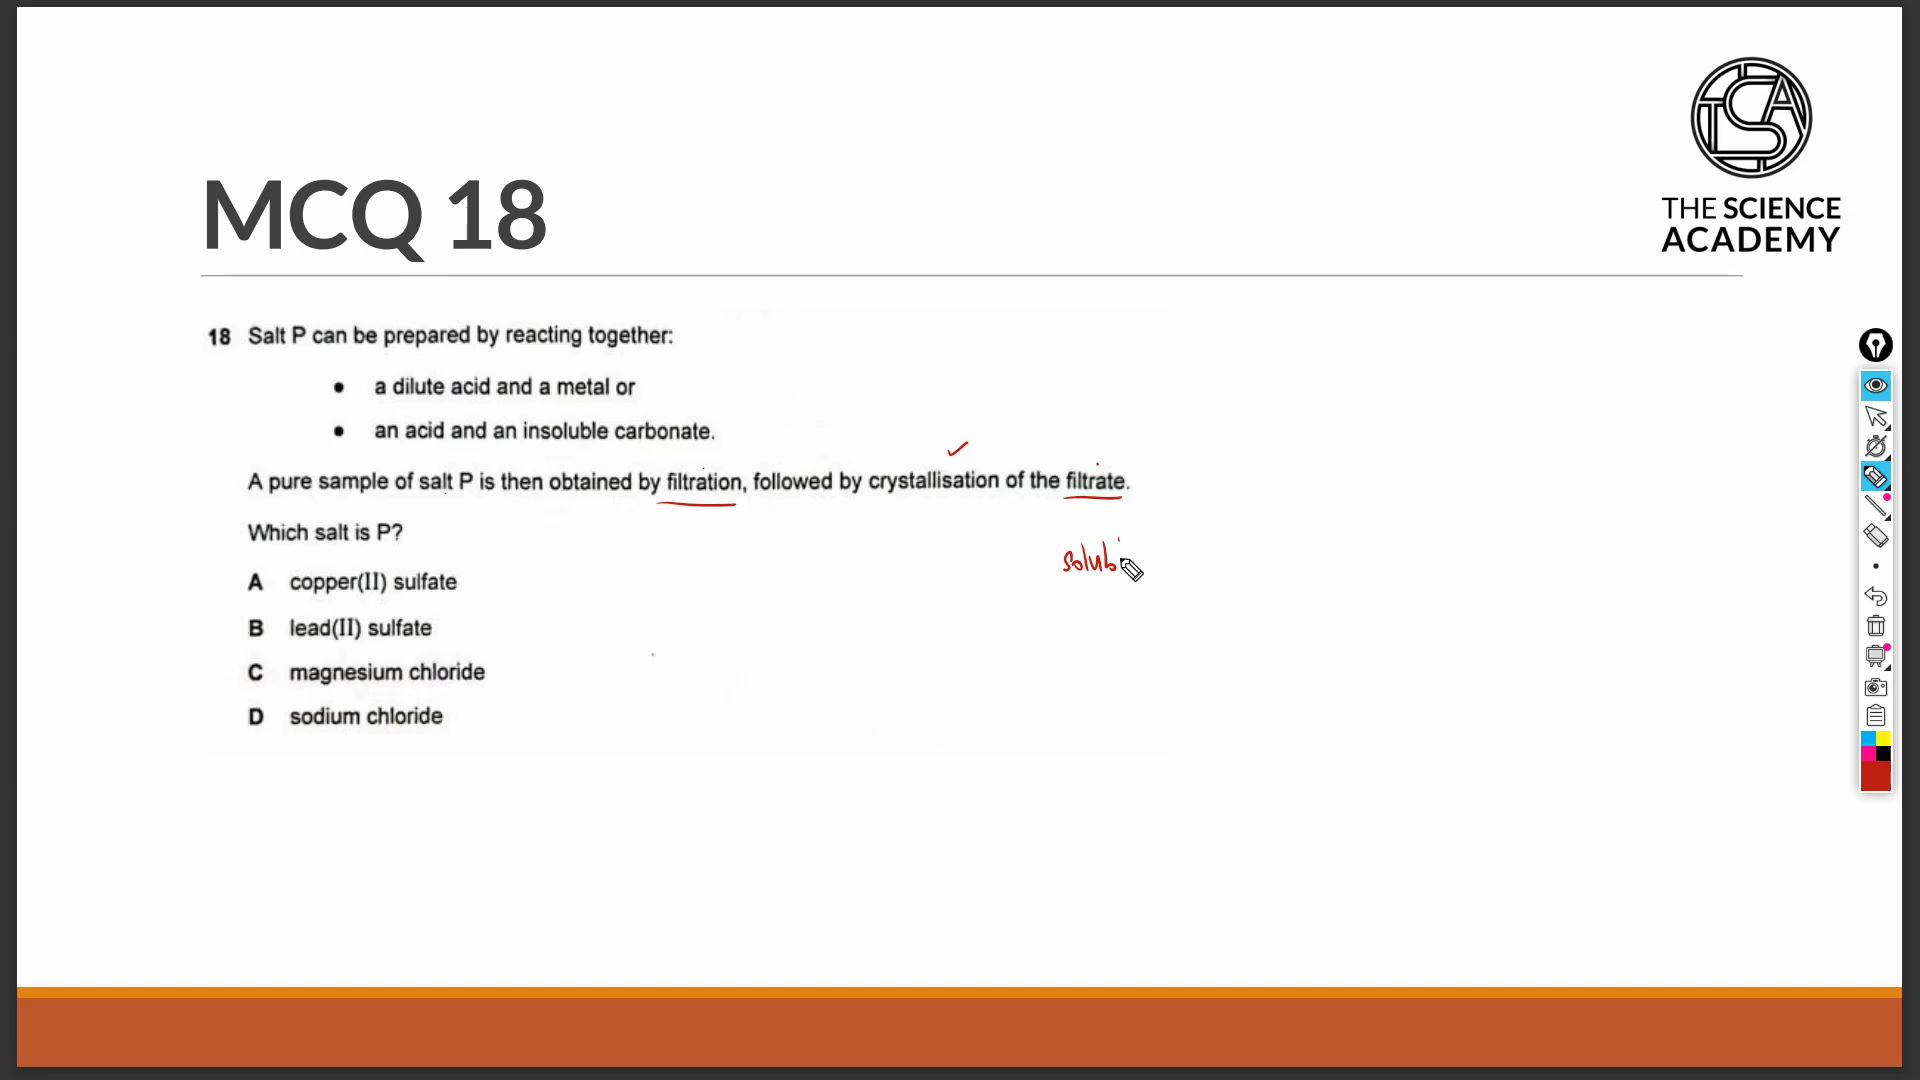 THE SCIENCE
ACADEMY
MCQ 18
18 Salt P can be prepared by reacting together:
• a dilute acid and a metal or
• an acid and an insoluble carbonate.
A pure sample of salt P is then obtained by filtration, followed by crystallisation of the filtrate.
Which salt is P?
solub
A copper(II) sulfate
B lead(II) sulfate
C magnesium chloride
D sodium chloride